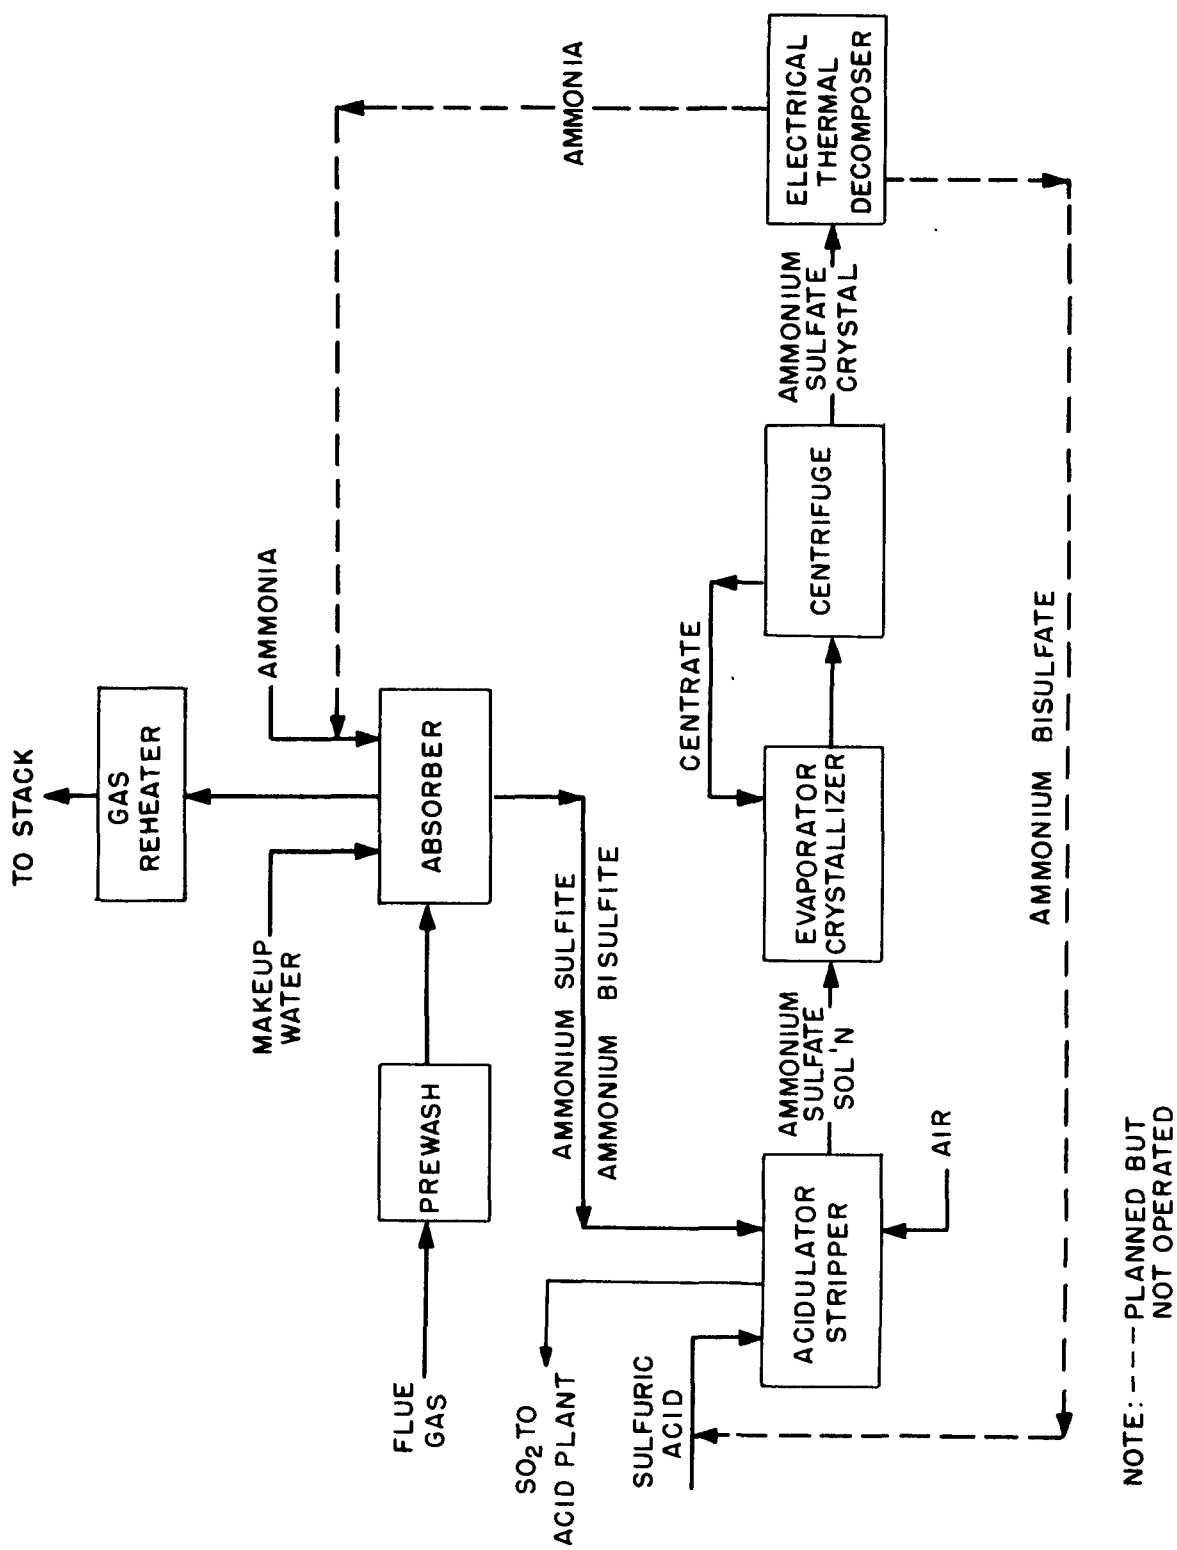 TO STACK
GAS
REHEATER
MAKEUP
WATER
AMMONIA
FLUE
GAS
PREWASH
ABSORBER
AMMONIA
SO₂ TO
ACID PLANT
AMMONIUM SULFITE
AMMONIUM BISULFITE
SULFURIC
ACID
CENTRATE
ACIDULATOR
STRIPPER
AMMONIUM
SULFATE
SOL'N
EVAPORATOR
CRYSTALLIZER
CENTRIFUGE
AMMONIUM
SULFATE
CRYSTAL
ELECTRICAL
THERMAL
DECOMPOSER
AIR
AMMONIUM BISULFATE
NOTE: ---PLANNED BUT
NOT OPERATED